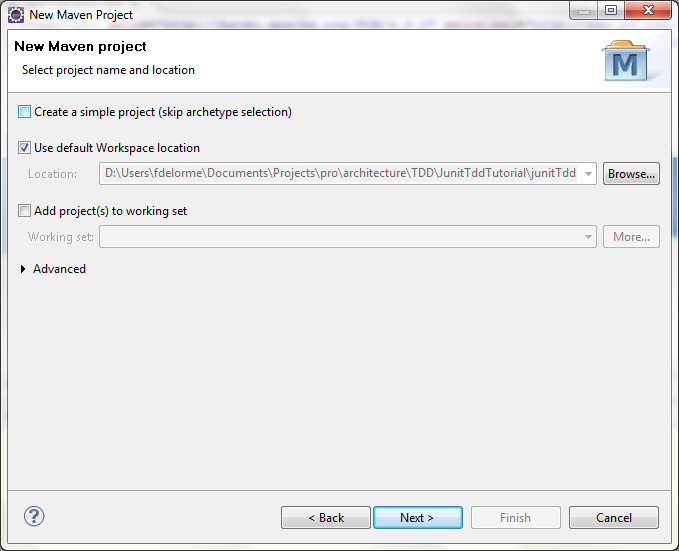 New Maven Project
New Maven project
Select project name and location
M
Create a simple project (skip archetype selection)
Use default Workspace location
Location: D:\Users\fdelorme\Documents\Projects\pro\architecture\TDD\JunitTddTutorial\junitTdd Browse...
Add project(s) to working set
Working set: More...
Advanced
? < Back Next > Finish Cancel